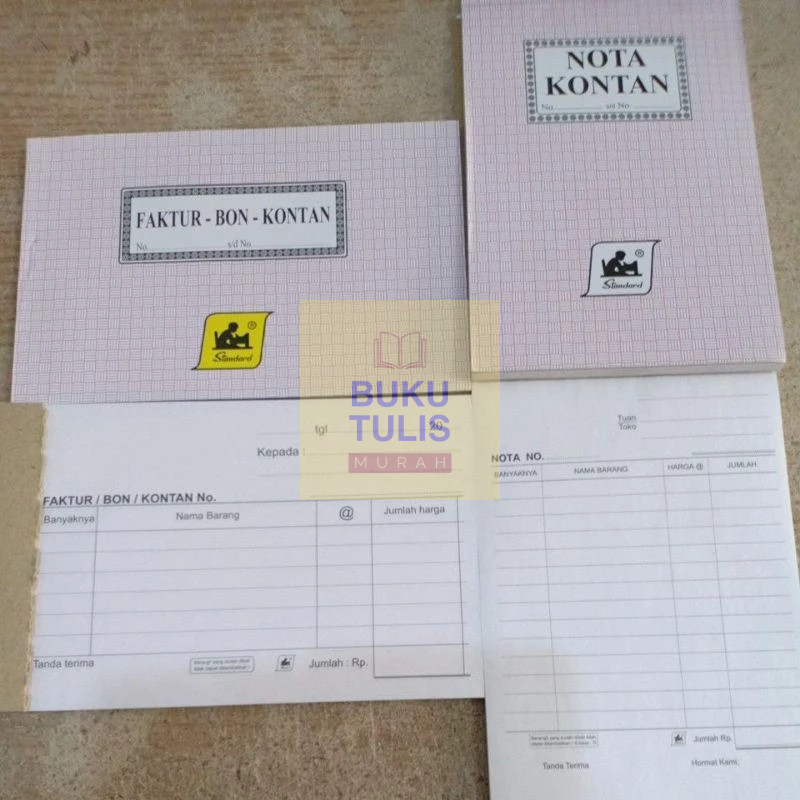 NOTA
KONTAN
No. s/d No.
Standard
®
FAKTUR - BON - KONTAN
No. s/d No.
®
Standard
BUKU
TULIS
MURAH
tgl 20
Kepada :
FAKTUR / BON / KONTAN No.
Banyaknya Nama Barang @ Jumlah harga
Tanda terima Jumlah : Rp.
Tuan
Toko
NOTA NO.
BANYAKNYA NAMA BARANG HARGA @ JUMLAH
Jumlah Rp.
Tanda Terima Hormat Kami,